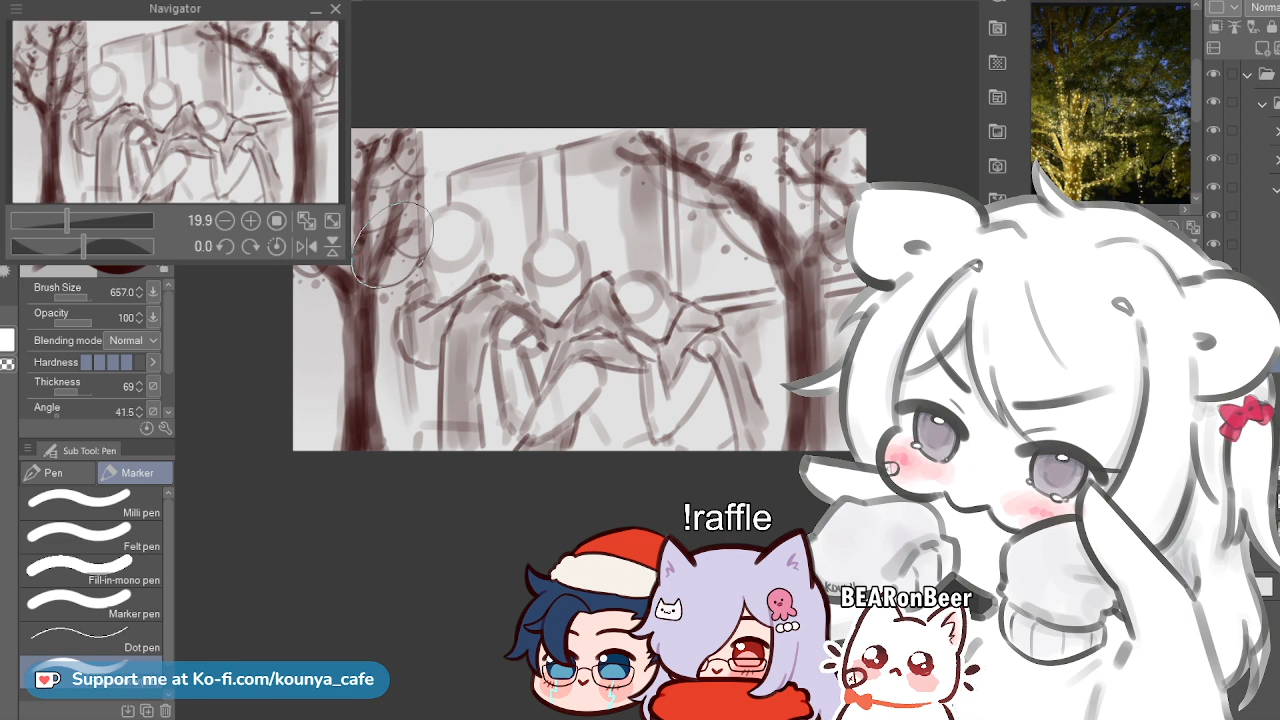 Navigator
19.9
0.0
Norma
Brush Size
657.0
Opacity
100
Blending mode
Normal
Hardness
Thickness
69
Angle
41.5
Sub Tool: Pen
Pen
Marker
Milli pen
Felt pen
Fill-in-mono pen
Marker pen
Dot pen
!raffle
BEARonBeer
Support me at Ko-fi.com/kounya_cafe